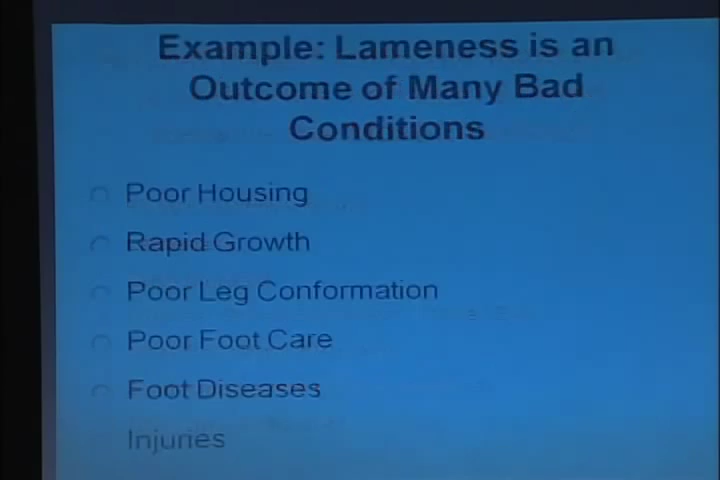 Example: Lameness is an
Outcome of Many Bad
Conditions
Poor Housing
Rapid Growth
Poor Leg Conformation
Poor Foot Care
Foot Diseases
Injuries